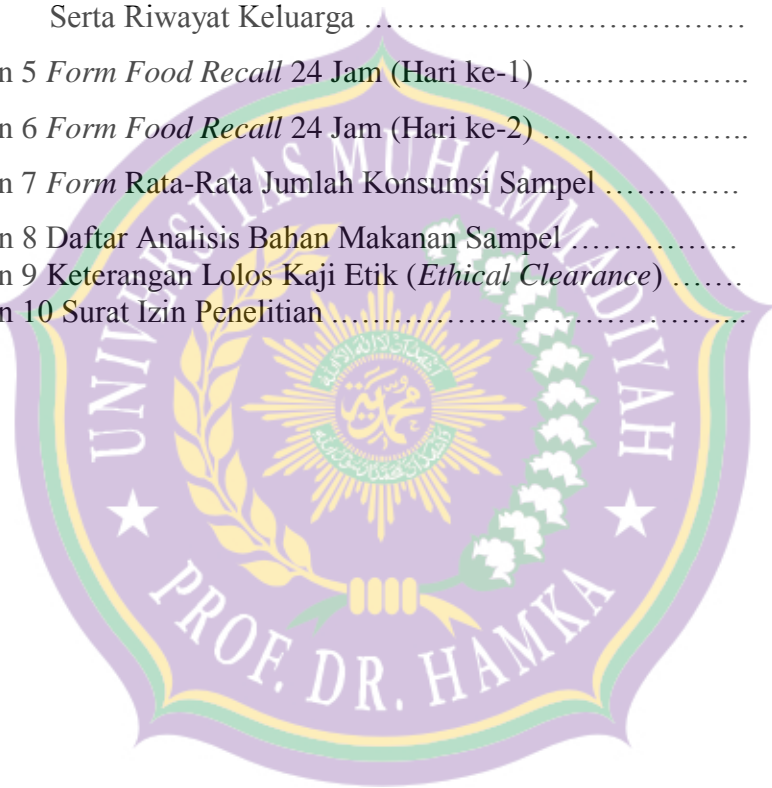 Serta Riwayat Keluarga ………………………………
n 5 Form Food Recall 24 Jam (Hari ke-1) ………………..
n 6 Form Food Recall 24 Jam (Hari ke-2) ………………..
n 7 Form Rata-Rata Jumlah Konsumsi Sampel ………….
n 8 Daftar Analisis Bahan Makanan Sampel …………….
n 9 Keterangan Lolos Kaji Etik (Ethical Clearance) …….
n 10 Surat Izin Penelitian …………………………………...
UNIVERSITAS MUHAMMADIYAH
محمدية
PROF. DR. HAMKA